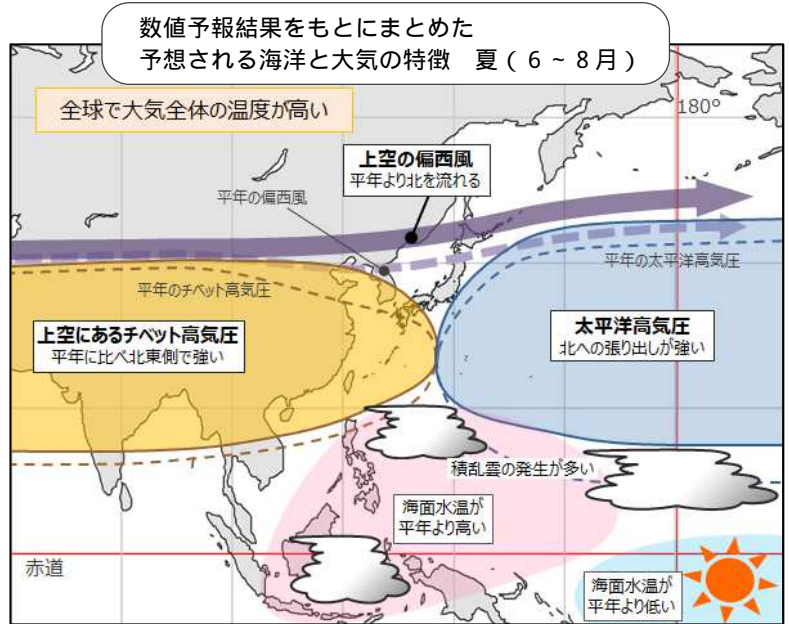 数値予報結果をもとにまとめた
予想される海洋と大気の特徴 夏(6~8月)
全球で大気全体の温度が高い
180°
上空の偏西風
平年より北を流れる
平年の偏西風
平年のチベット高気圧
平年の太平洋高気圧
上空にあるチベット高気圧
平年に比べ北東側で強い
太平洋高気圧
北への張り出しが強い
積乱雲の発生が多い
海面水温が
平年より高い
赤道
海面水温が
平年より低い